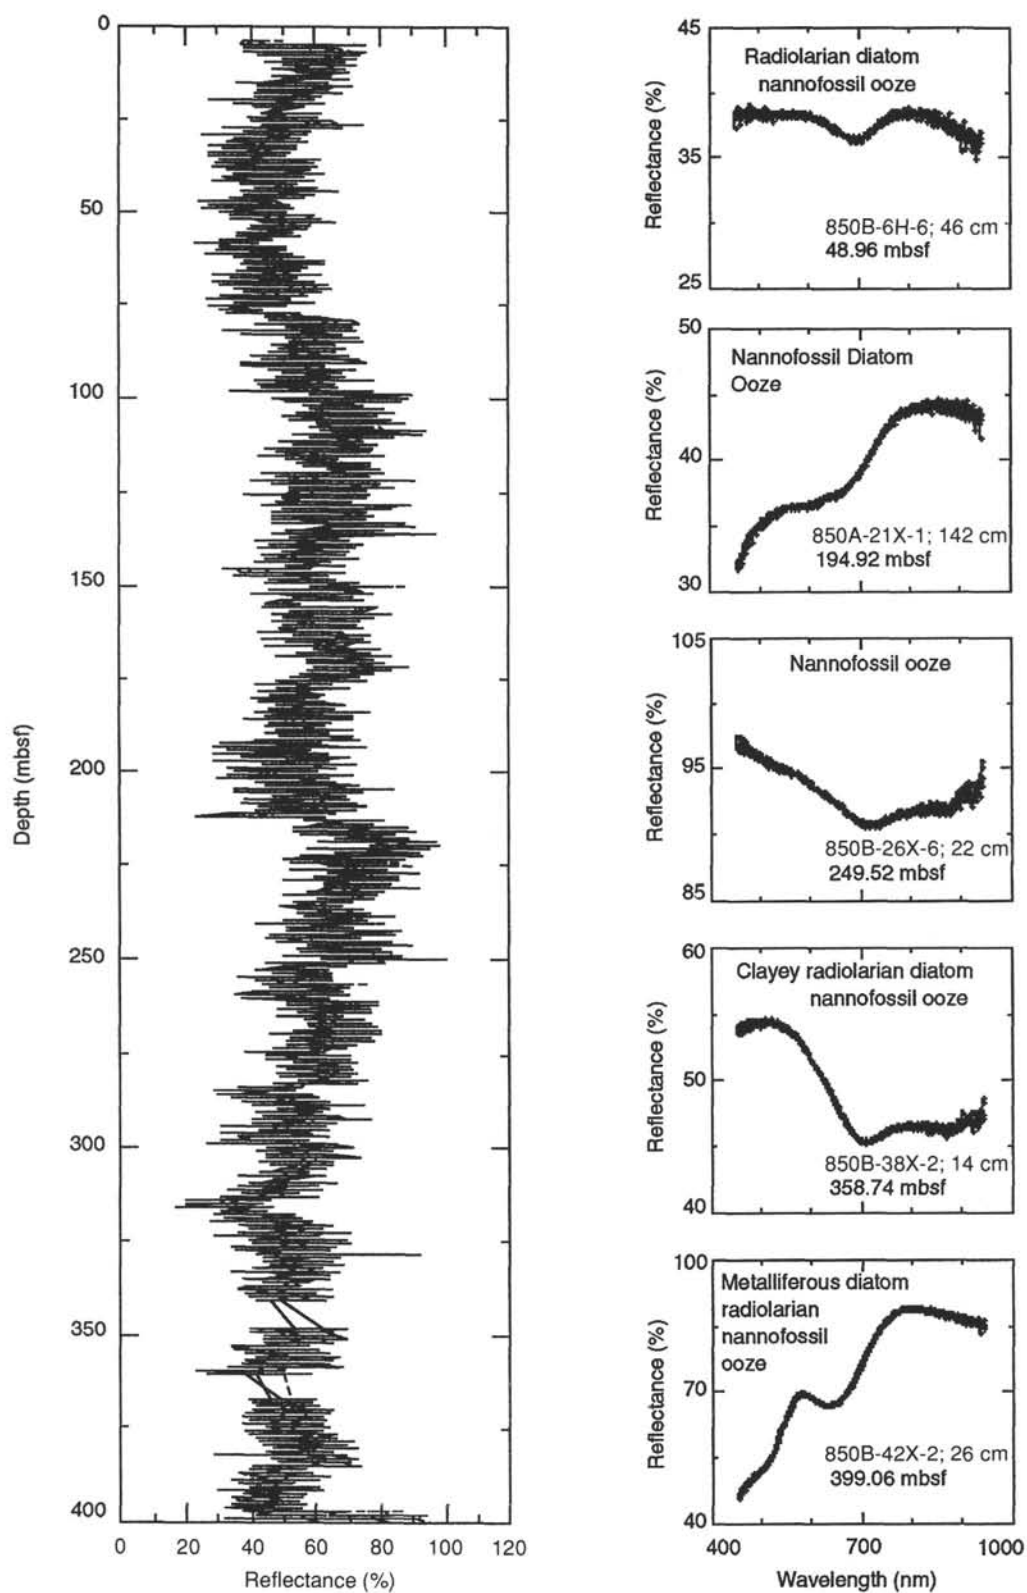 0
50
100
150
200
250
300
350
400
Depth (mbsf)
0 20 40 60 80 100 120
Reflectance (%)
45
35
25
Reflectance (%)
Radiolarian diatom
nannofossil ooze
850B-6H-6; 46 cm
48.96 mbsf
50
40
30
Reflectance (%)
Nannofossil Diatom
Ooze
850A-21X-1; 142 cm
194.92 mbsf
105
95
85
Reflectance (%)
Nannofossil ooze
850B-26X-6; 22 cm
249.52 mbsf
60
50
40
Reflectance (%)
Clayey radiolarian diatom
nannofossil ooze
850B-38X-2; 14 cm
358.74 mbsf
100
70
40
Reflectance (%)
Metalliferous diatom
radiolarian
nannofossil
ooze
850B-42X-2; 26 cm
399.06 mbsf
400 700 1000
Wavelength (nm)